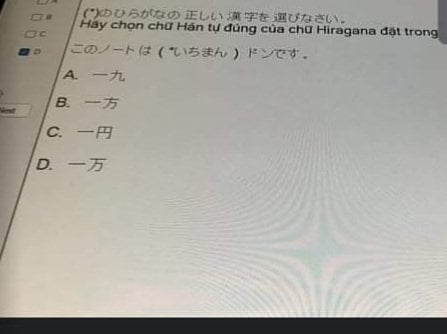 A
B
C
D
(*)のひらがなの 正しい 漢字を 選びなさい。
Hãy chọn chữ Hán tự đúng của chữ Hiragana đặt trong
このノートは ( *いちまん ) ドンです。
A. 一九
B. 一方
C. 一円
D. 一万
Next